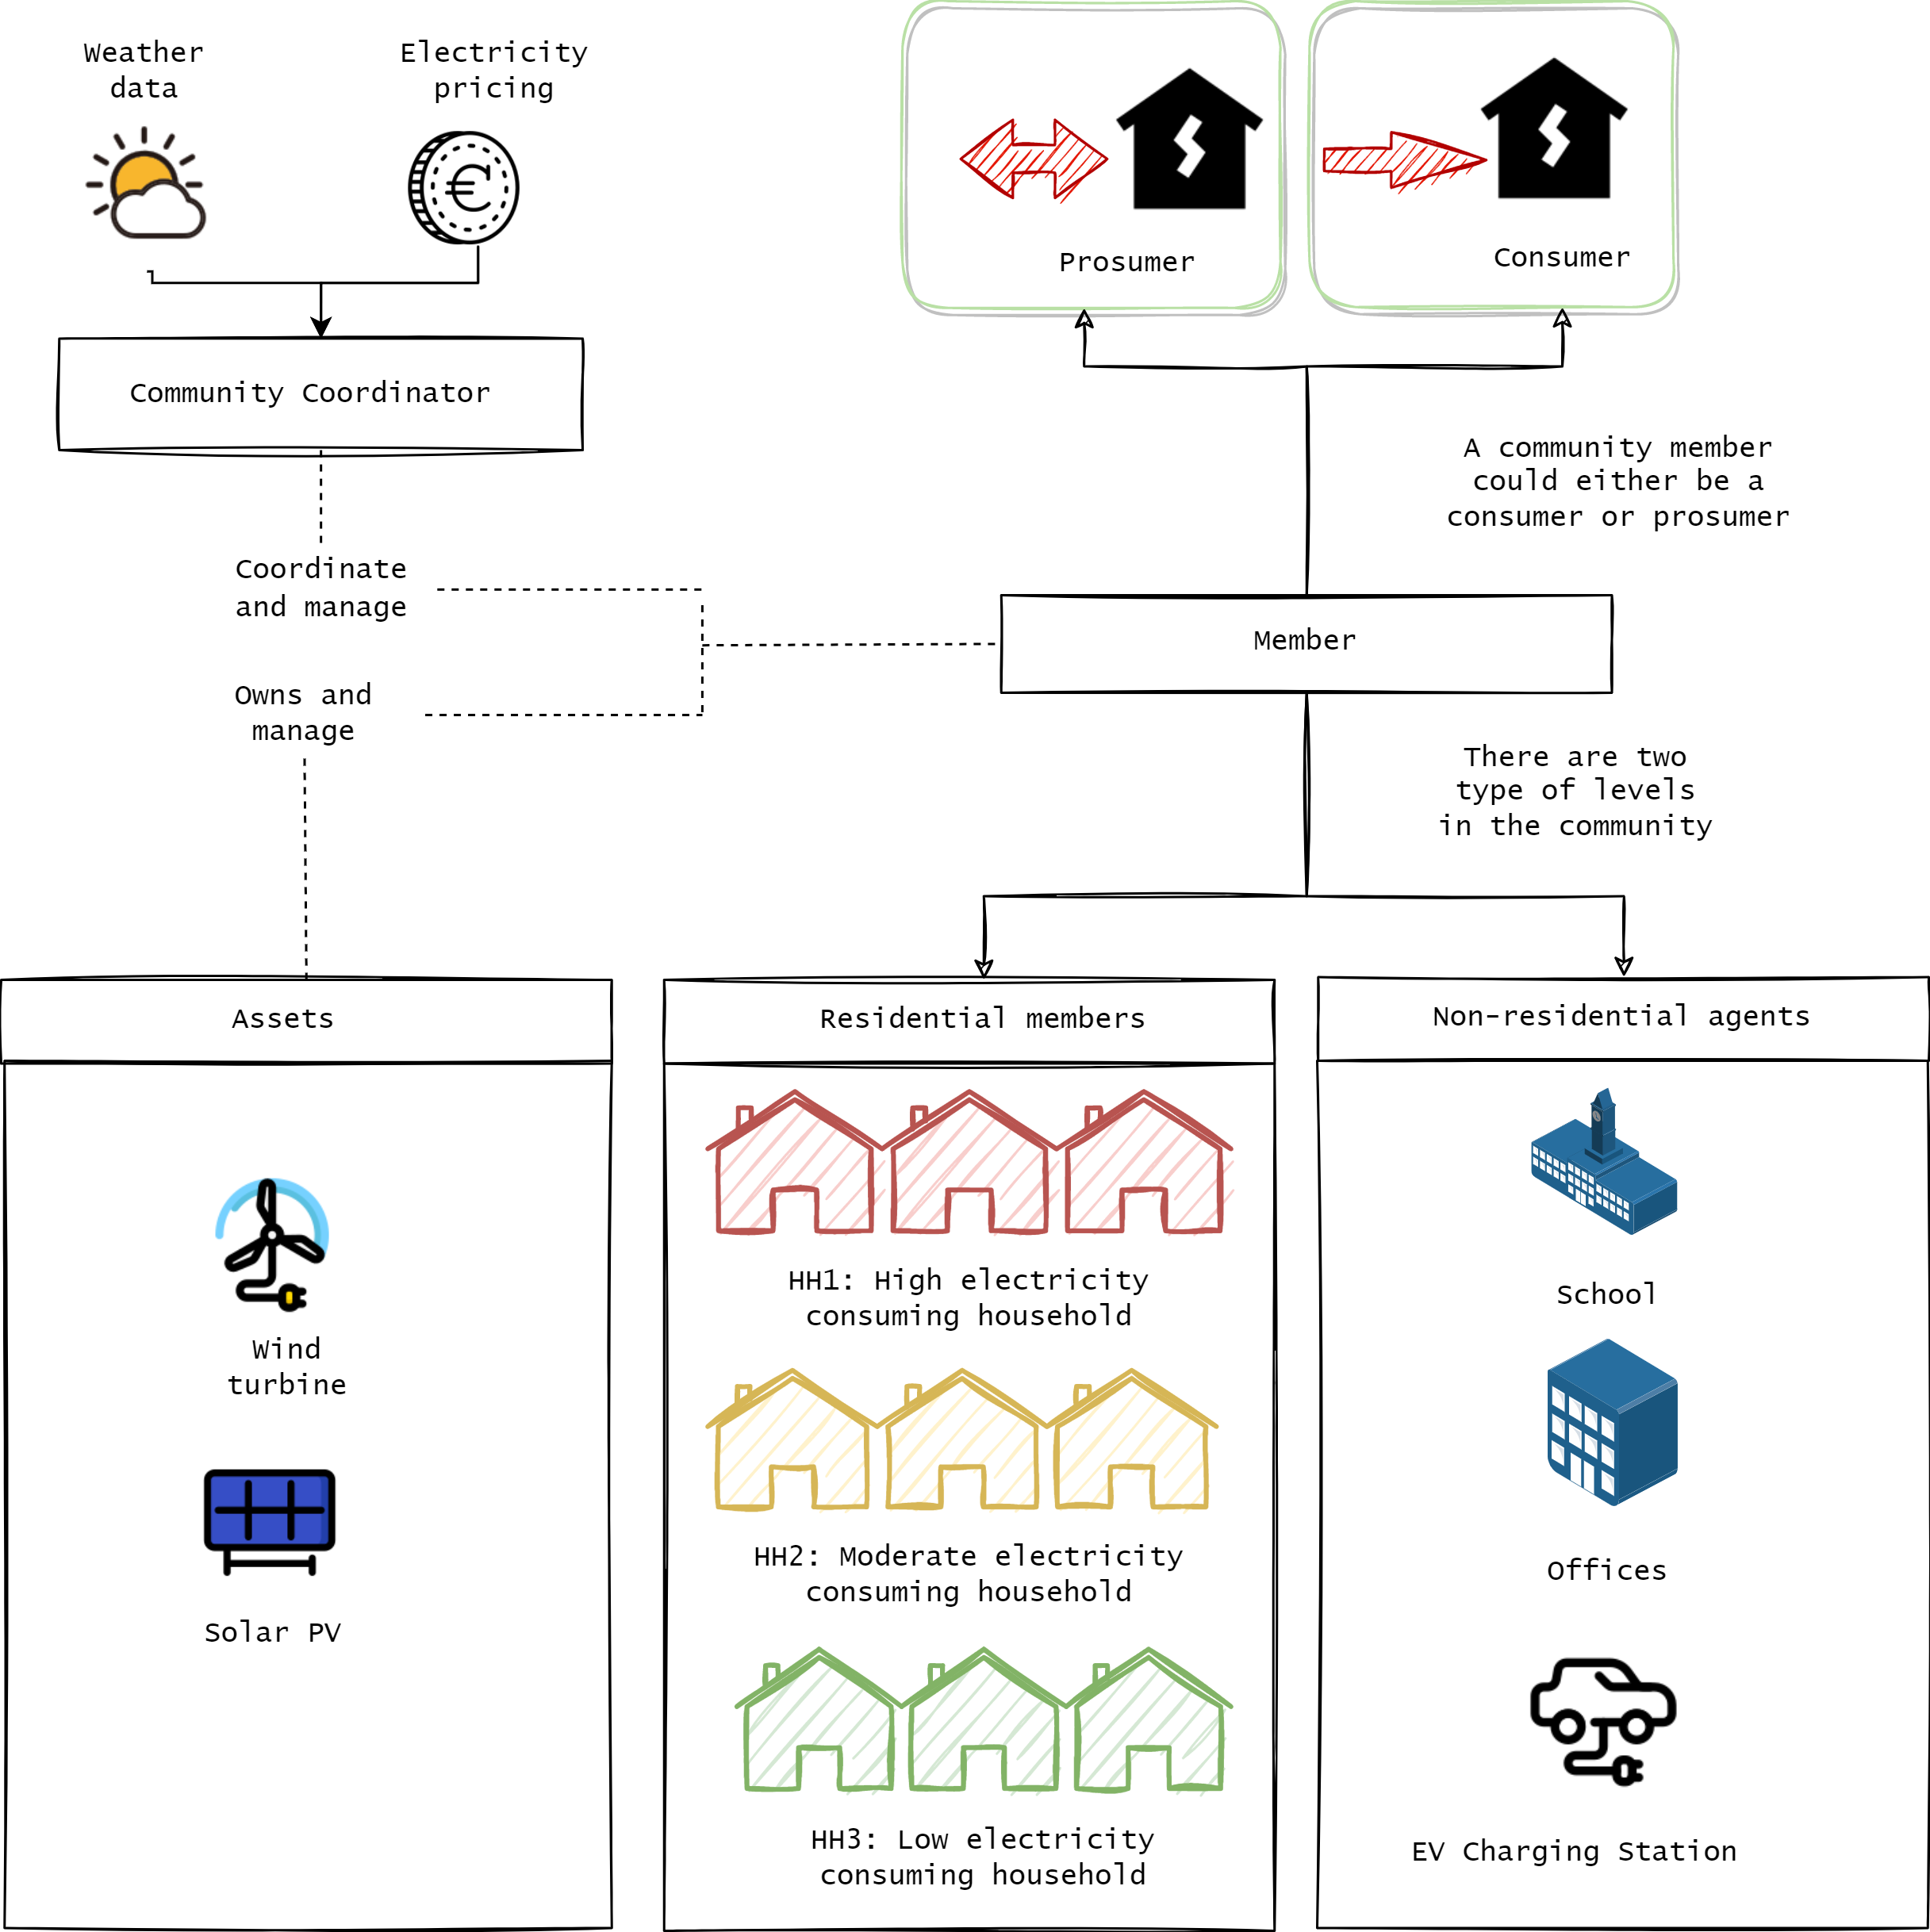 Weather
data
Electricity
pricing
Prosumer
Consumer
Community Coordinator
A community member
could either be a
consumer or prosumer
Coordinate
and manage
Member
Owns and
manage
There are two
type of levels
in the community
Assets
Residential members
Non-residential agents
Wind
turbine
Solar PV
HH1: High electricity
consuming household
HH2: Moderate electricity
consuming household
HH3: Low electricity
consuming household
School
Offices
EV Charging Station